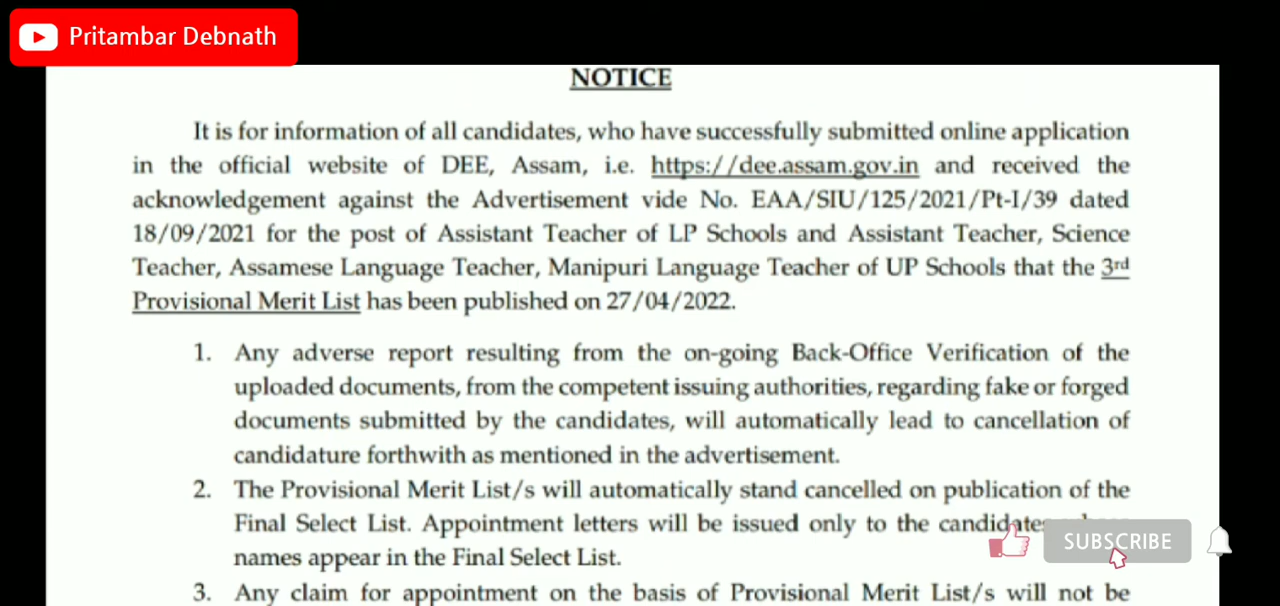 Pritambar Debnath
NOTICE
It is for information of all candidates, who have successfully submitted online application
in the official website of DEE, Assam, i.e. https://dee.assam.gov.in and received the
acknowledgement against the Advertisement vide No. EAA/SIU/125/2021/Pt-I/39 dated
18/09/2021 for the post of Assistant Teacher of LP Schools and Assistant Teacher, Science
Teacher, Assamese Language Teacher, Manipuri Language Teacher of UP Schools that the 3rd
Provisional Merit List has been published on 27/04/2022.
1. Any adverse report resulting from the on-going Back-Office Verification of the
uploaded documents, from the competent issuing authorities, regarding fake or forged
documents submitted by the candidates, will automatically lead to cancellation of
candidature forthwith as mentioned in the advertisement.
2. The Provisional Merit List/s will automatically stand cancelled on publication of the
Final Select List. Appointment letters will be issued only to the candidates
names appear in the Final Select List.
SUBSCRIBE
3. Any claim for appointment on the basis of Provisional Merit List/s will not be